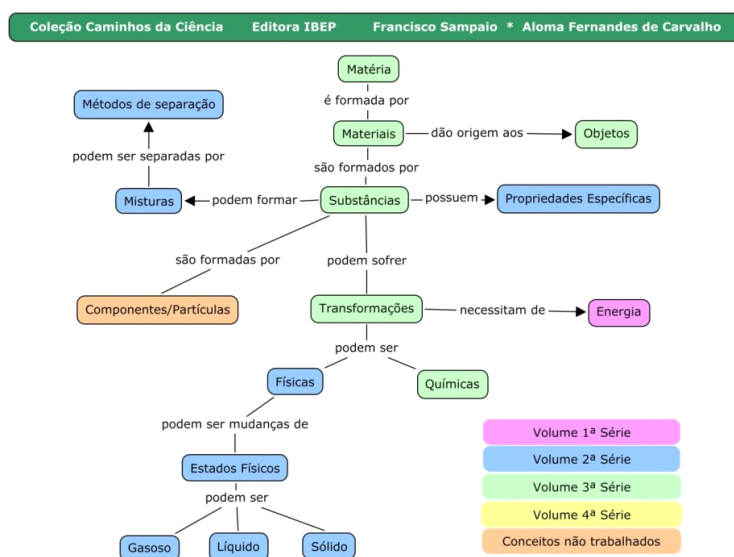 Coleção Caminhos da Ciência Editora IBEP Francisco Sampaio * Aloma Fernandes de Carvalho
Matéria
é formada por
Métodos de separação
Materiais
dão origem aos
Objetos
podem ser separadas por
são formados por
Misturas
podem formar
Substâncias
possuem
Propriedades Específicas
são formadas por
podem sofrer
Componentes/Partículas
Transformações
necessitam de
Energia
podem ser
Físicas
Químicas
podem ser mudanças de
Estados Físicos
podem ser
Gasoso
Líquido
Sólido
Volume 1ª Série
Volume 2ª Série
Volume 3ª Série
Volume 4ª Série
Conceitos não trabalhados